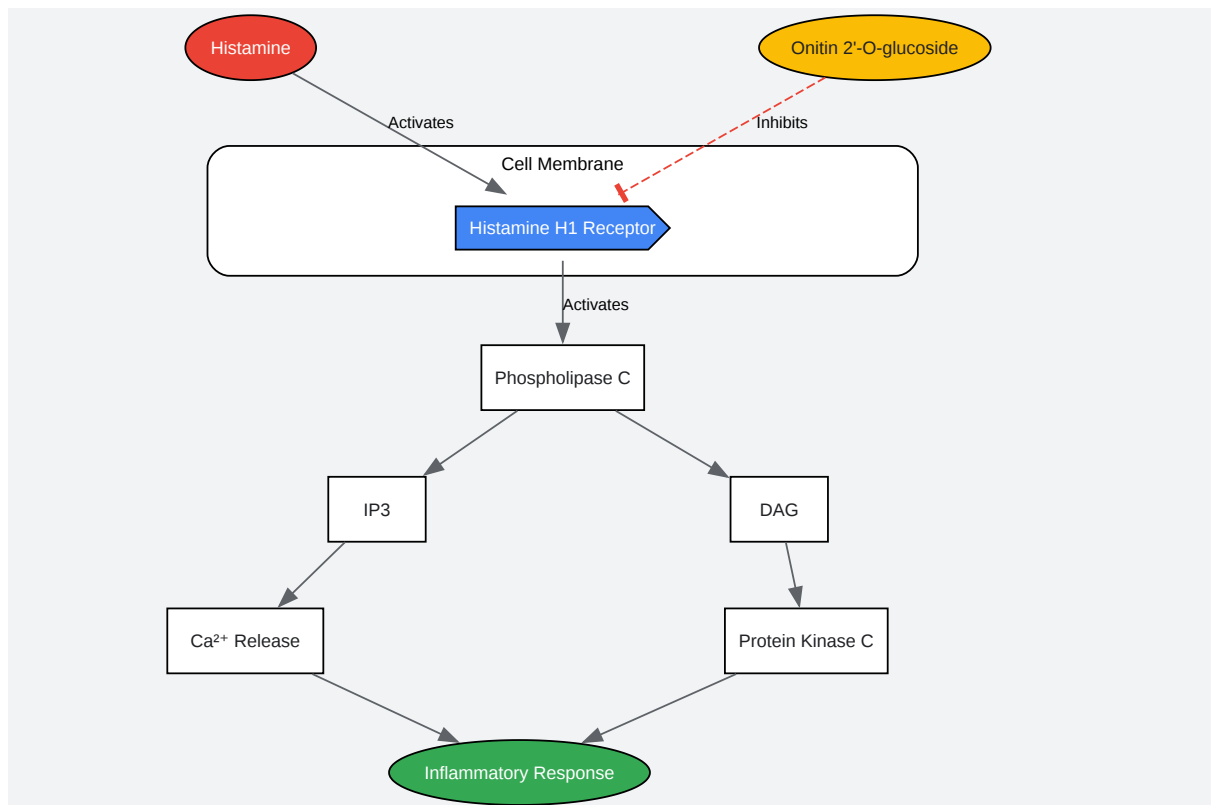 Histamine
Onitin 2'-O-glucoside
Activates
Inhibits
Cell Membrane
Histamine H1 Receptor
Activates
Phospholipase C
IP3
DAG
Ca²⁺ Release
Protein Kinase C
Inflammatory Response